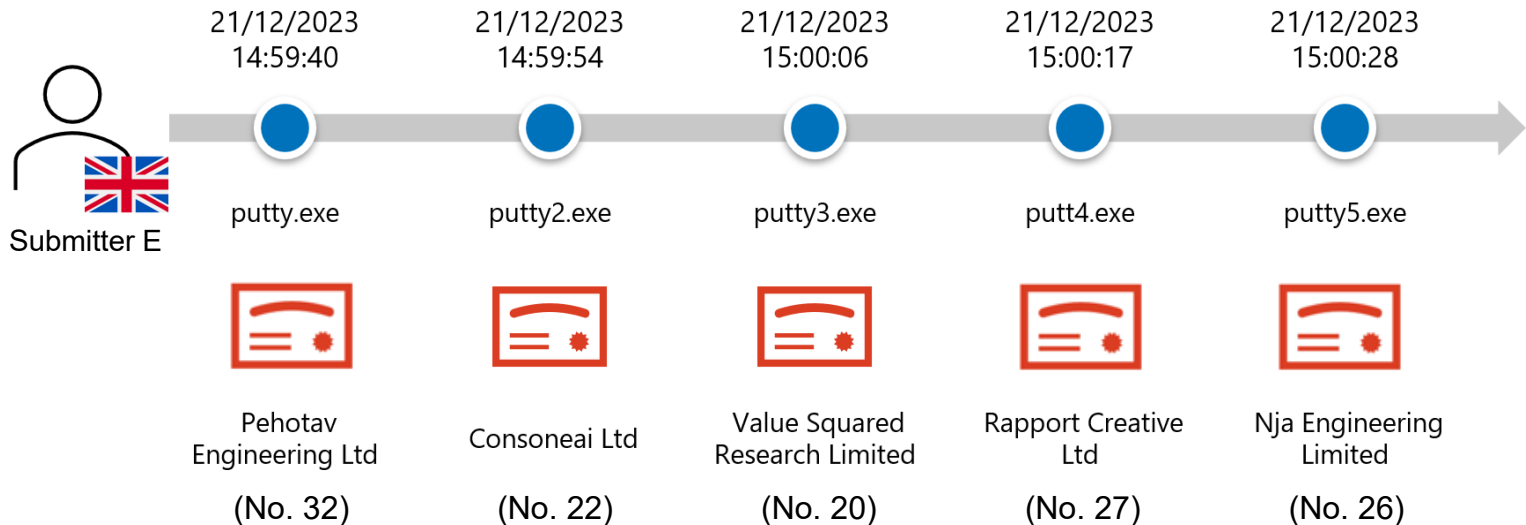 21/12/2023
14:59:40
21/12/2023
14:59:54
21/12/2023
15:00:06
21/12/2023
15:00:17
21/12/2023
15:00:28
Submitter E
putty.exe
putty2.exe
putty3.exe
putt4.exe
putty5.exe
Pehotav
Engineering Ltd
Consoneai Ltd
Value Squared
Research Limited
Rapport Creative
Ltd
Nja Engineering
Limited
(No. 32)
(No. 22)
(No. 20)
(No. 27)
(No. 26)